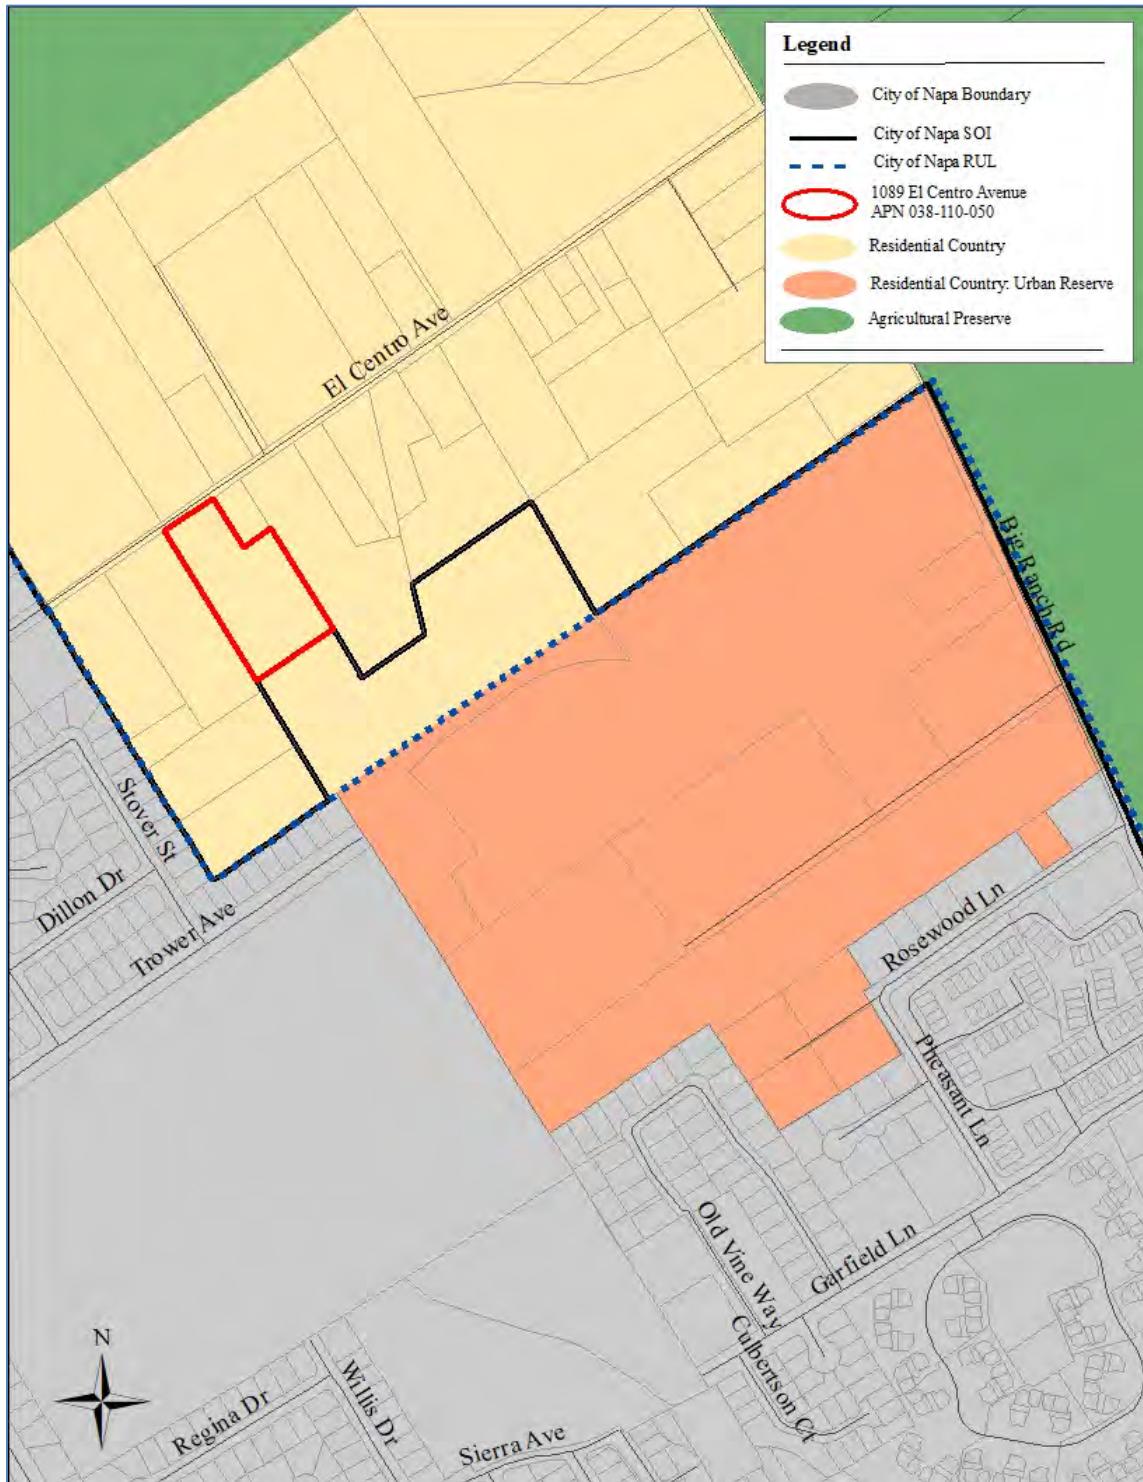 Legend
City of Napa Boundary
City of Napa SOI
City of Napa RUL
1089 El Centro Avenue
APN 038-110-050
Residential Country
Residential Country: Urban Reserve
Agricultural Preserve
El Centro Ave
Big Ranch Rd
Stover St
Dillon Dr
Trower Ave
Rosewood Ln
Pheasant Ln
Old Vine Way
Garfield Ln
Culbertson Ct
N
Regina Dr
Willis Dr
Sierra Ave